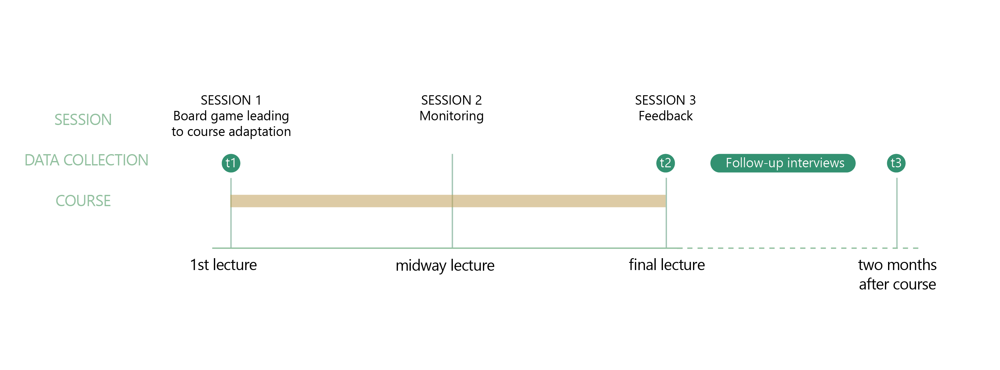 SESSION
SESSION 1
Board game leading
to course adaptation
SESSION 2
Monitoring
SESSION 3
Feedback
DATA COLLECTION
t1
t2
Follow-up interviews
t3
COURSE
1st lecture
midway lecture
final lecture
two months
after course